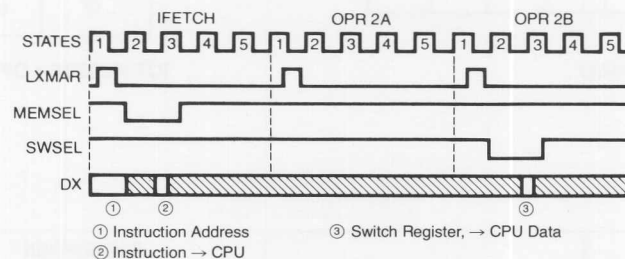 IFETCH OPR 2A OPR 2B
STATES 1 2 3 4 5 1 2 3 4 5 1 2 3 4 5
LXMAR
MEMSEL
SWSEL
DX
① ② ③
① Instruction Address ③ Switch Register, → CPU Data
② Instruction → CPU